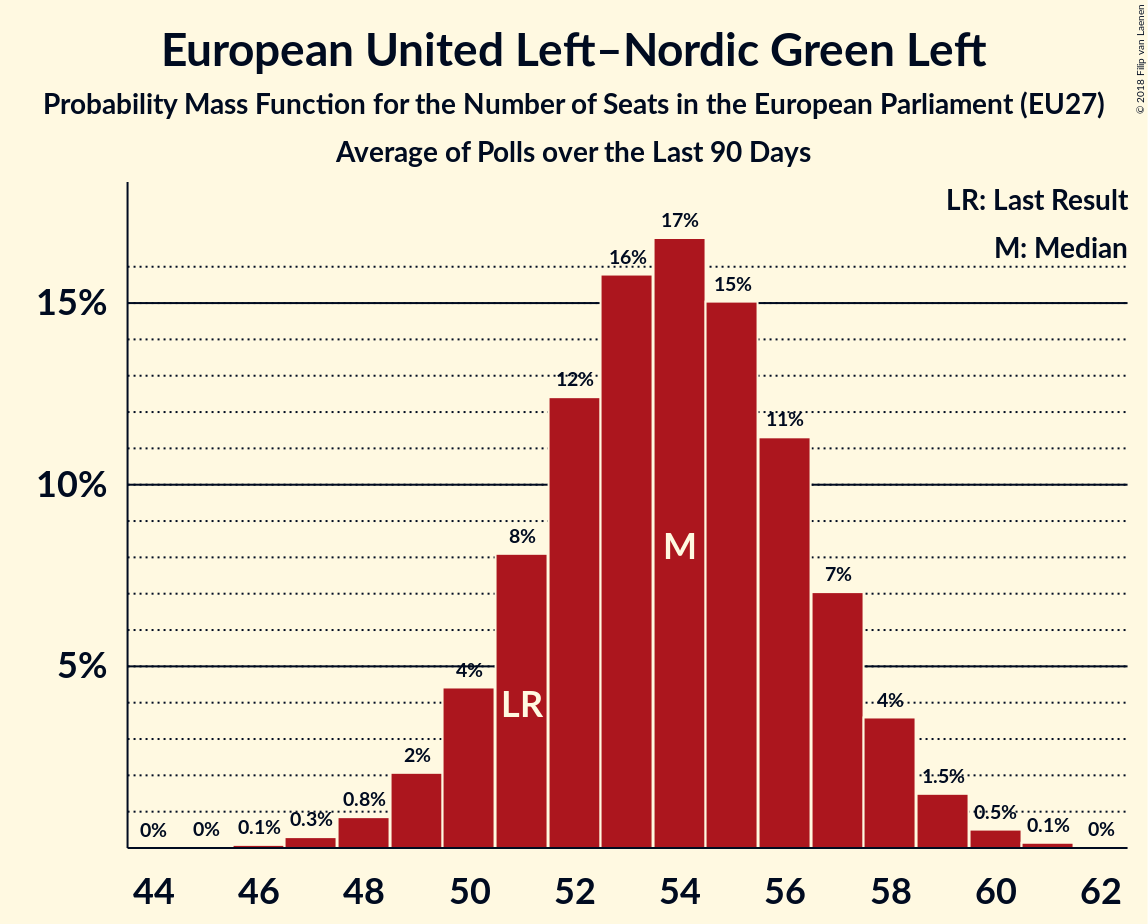 European United Left–Nordic Green Left
Probability Mass Function for the Number of Seats in the European Parliament (EU27)
Average of Polls over the Last 90 Days
© 2018 Filip van Laenen
LR: Last Result
M: Median
17%
16%
15%
15%
12%
11%
10%
8%
M
7%
5%
4%
LR
4%
2%
1.5%
0.8%
0.5%
0.3%
0.1%
0.1%
0%
0%
0%
44 46 48 50 52 54 56 58 60 62